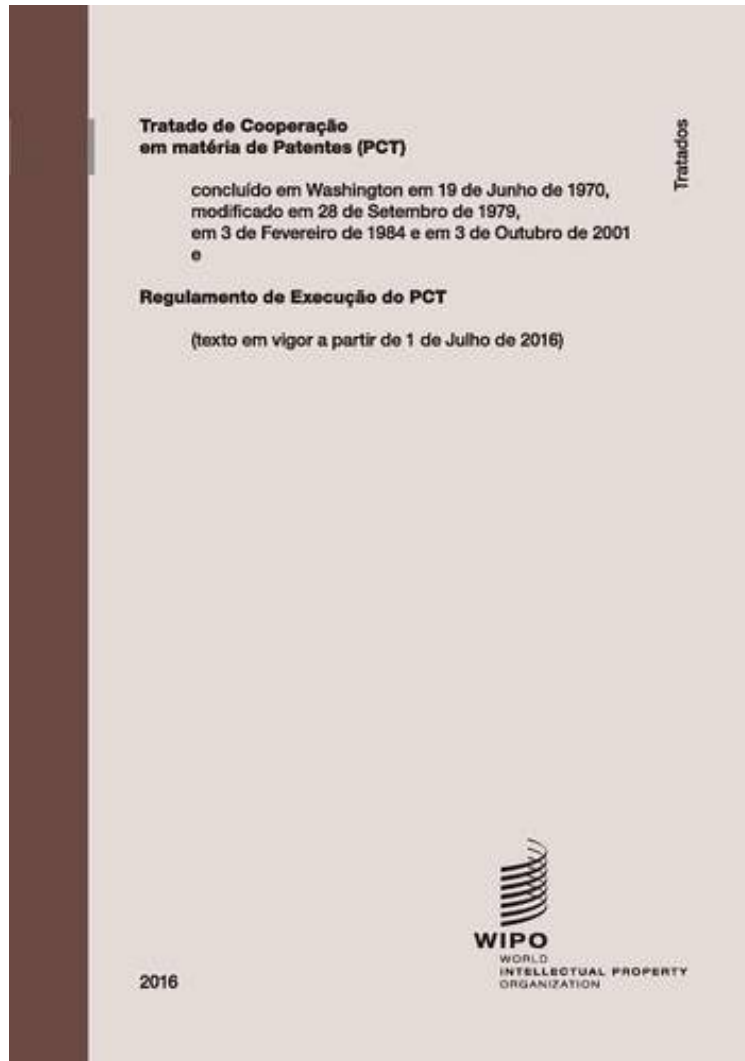 Tratado de Cooperação
em matéria de Patentes (PCT)
Tratados
concluído em Washington em 19 de Junho de 1970,
modificado em 28 de Setembro de 1979,
em 3 de Fevereiro de 1984 e em 3 de Outubro de 2001
e
Regulamento de Execução do PCT
(texto em vigor a partir de 1 de Julho de 2016)
WIPO
WORLD
INTELLECTUAL PROPERTY
ORGANIZATION
2016